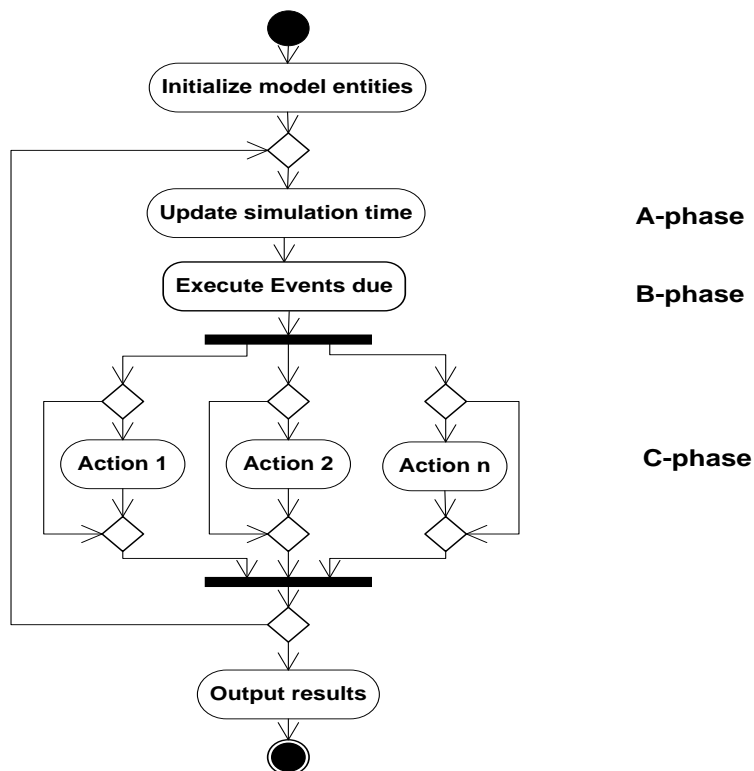 Initialize model entities
Update simulation time
A-phase
Execute Events due
B-phase
Action 1
Action 2
Action n
C-phase
Output results